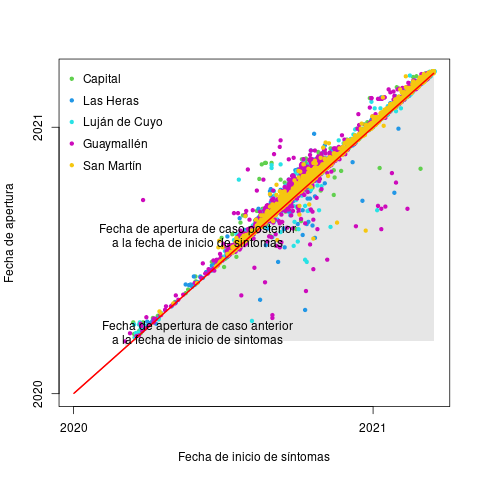 Capital
Las Heras
Luján de Cuyo
Guaymallén
San Martín
Fecha de apertura de caso posterior
a la fecha de inicio de síntomas
Fecha de apertura de caso anterior
a la fecha de inicio de sintomas
2021
2020
Fecha de apertura
2020
2021
Fecha de inicio de síntomas